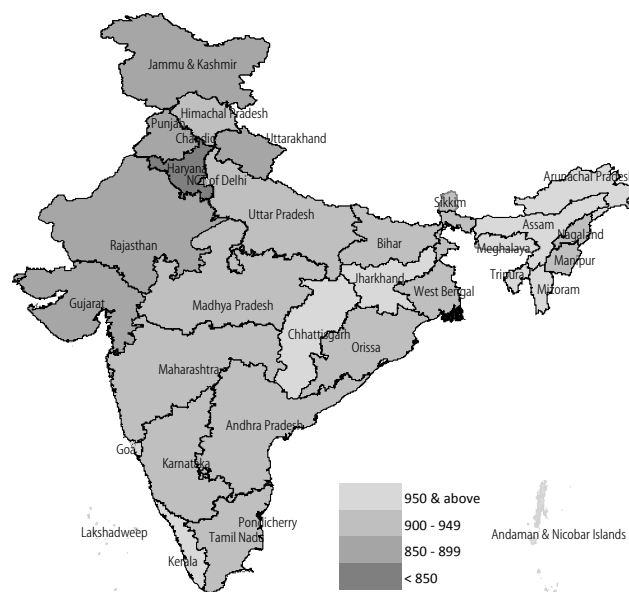 Jammu & Kashmir
Himachal Pradesh
Punjab
Chandig
Uttarakhand
Haryana
NCT of Delhi
Arunachal Pradesh
Sikkim
Uttar Pradesh
Assam
Nagaland
Rajasthan
Bihar
Meghalaya
Manipur
Jharkhand
Tripura
Mizoram
Gujarat
Madhya Pradesh
West Bengal
Chhattisgarh
Orissa
Maharashtra
Andhra Pradesh
Goa
Karnataka
950 & above
900 - 949
850 - 899
< 850
Pondicherry
Lakshadweep
Tamil Nadu
Andaman & Nicobar Islands
Kerala